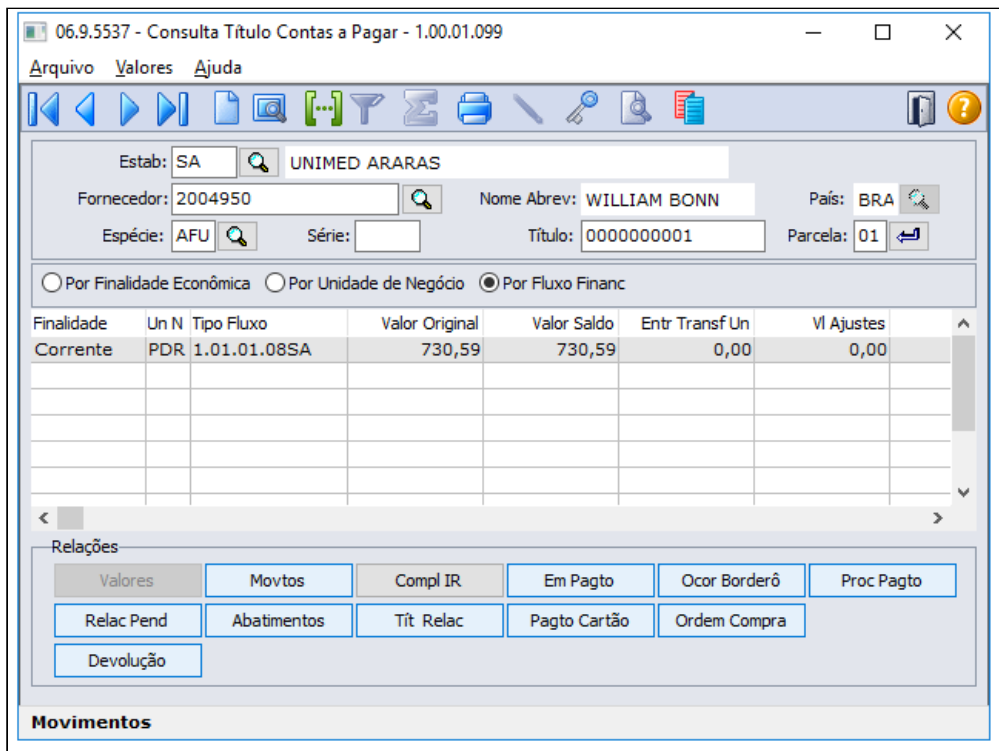 06.9.5537 - Consulta Título Contas a Pagar - 1.00.01.099
Arquivo Valores Ajuda
Estab: SA UNIMED ARARAS
Fornecedor: 2004950 Nome Abrev: WILLIAM BONN País: BRA
Espécie: AFU Série: Título: 0000000001 Parcela: 01
Por Finalidade Econômica Por Unidade de Negócio Por Fluxo Financ
Finalidade Un N Tipo Fluxo Valor Original Valor Saldo Entr Transf Un Vl Ajustes
Corrente PDR 1.01.01.08SA 730,59 730,59 0,00 0,00
Relações
Valores Movtos Compl IR Em Pagto Ocor Borderô Proc Pagto
Relac Pend Abatimentos Tít Relac Pagto Cartão Ordem Compra
Devolução
Movimentos